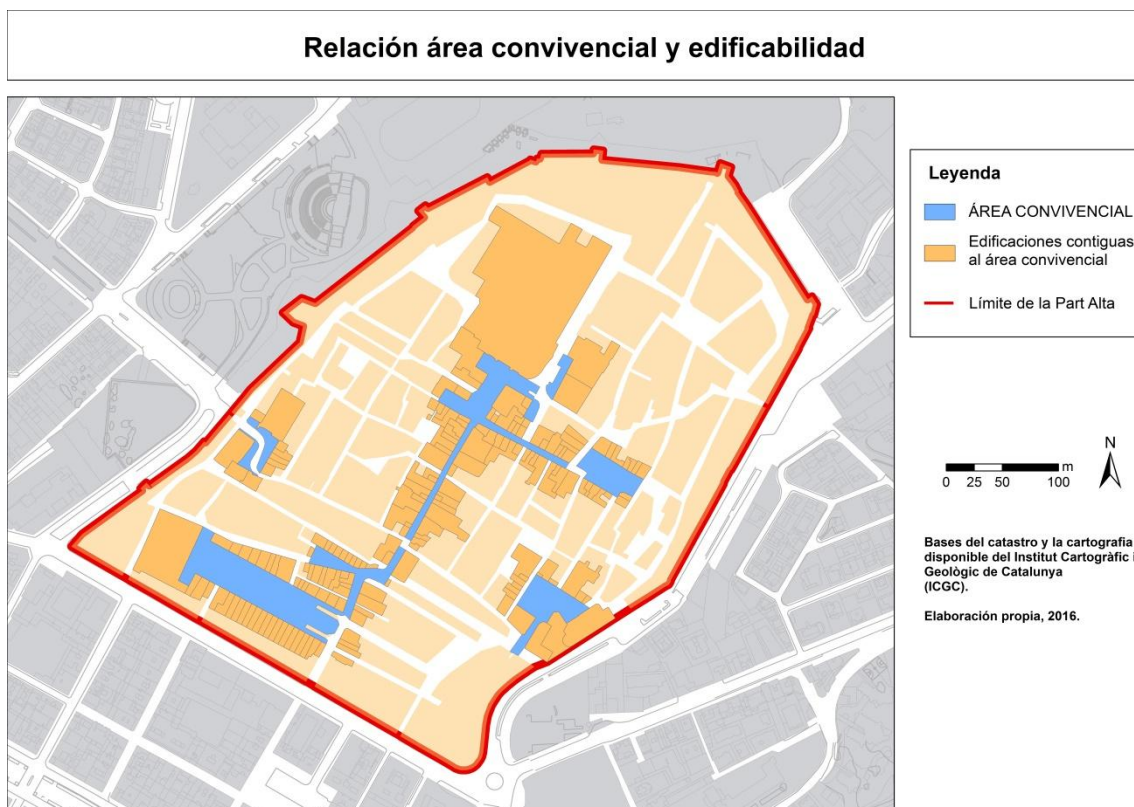 Relación área convivencial y edificabilidad
Leyenda
ÁREA CONVIVENCIAL
Edificaciones contiguas
al área convivencial
Límite de la Part Alta
N
m
0 25 50 100
Bases del catastro y la cartografia
disponible del Institut Cartogràfic i
Geològic de Catalunya
(ICGC).
Elaboración propia, 2016.